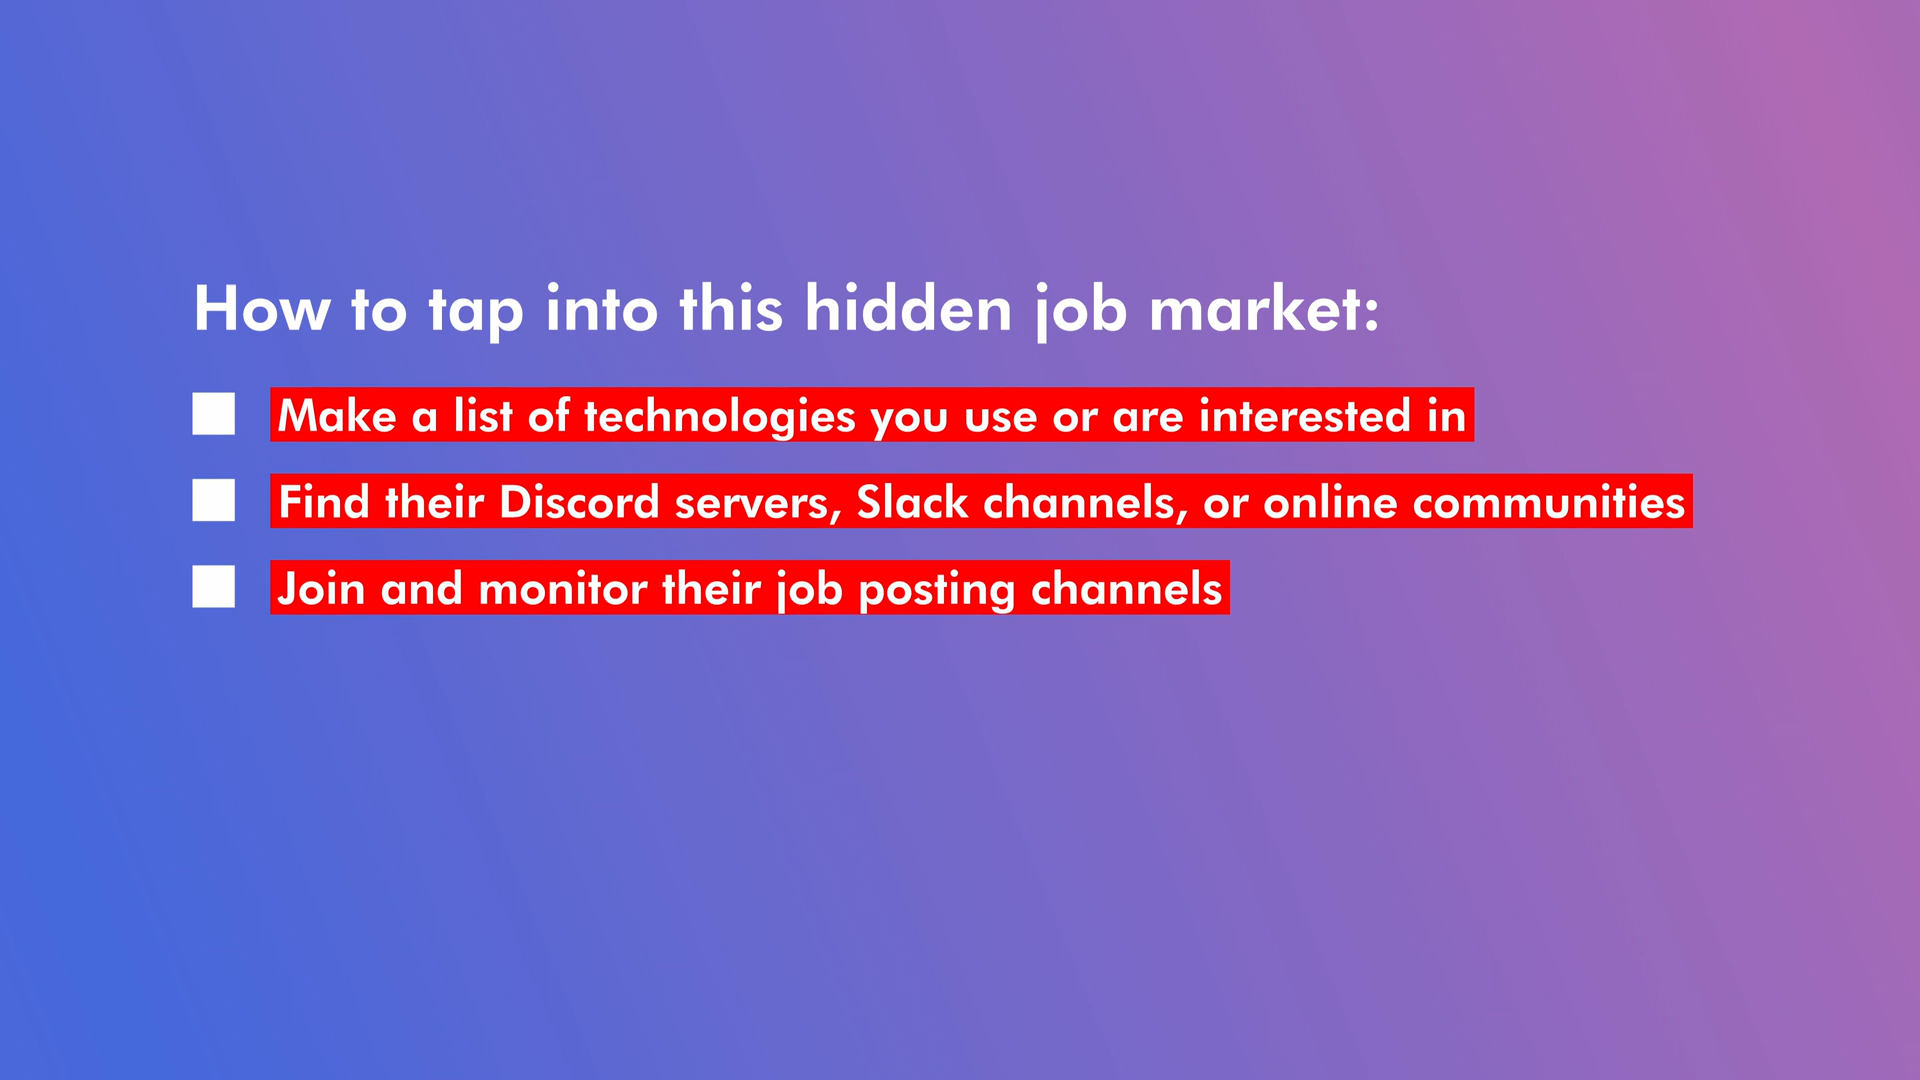 How to tap into this hidden job market:
Make a list of technologies you use or are interested in
Find their Discord servers, Slack channels, or online communities
Join and monitor their job posting channels